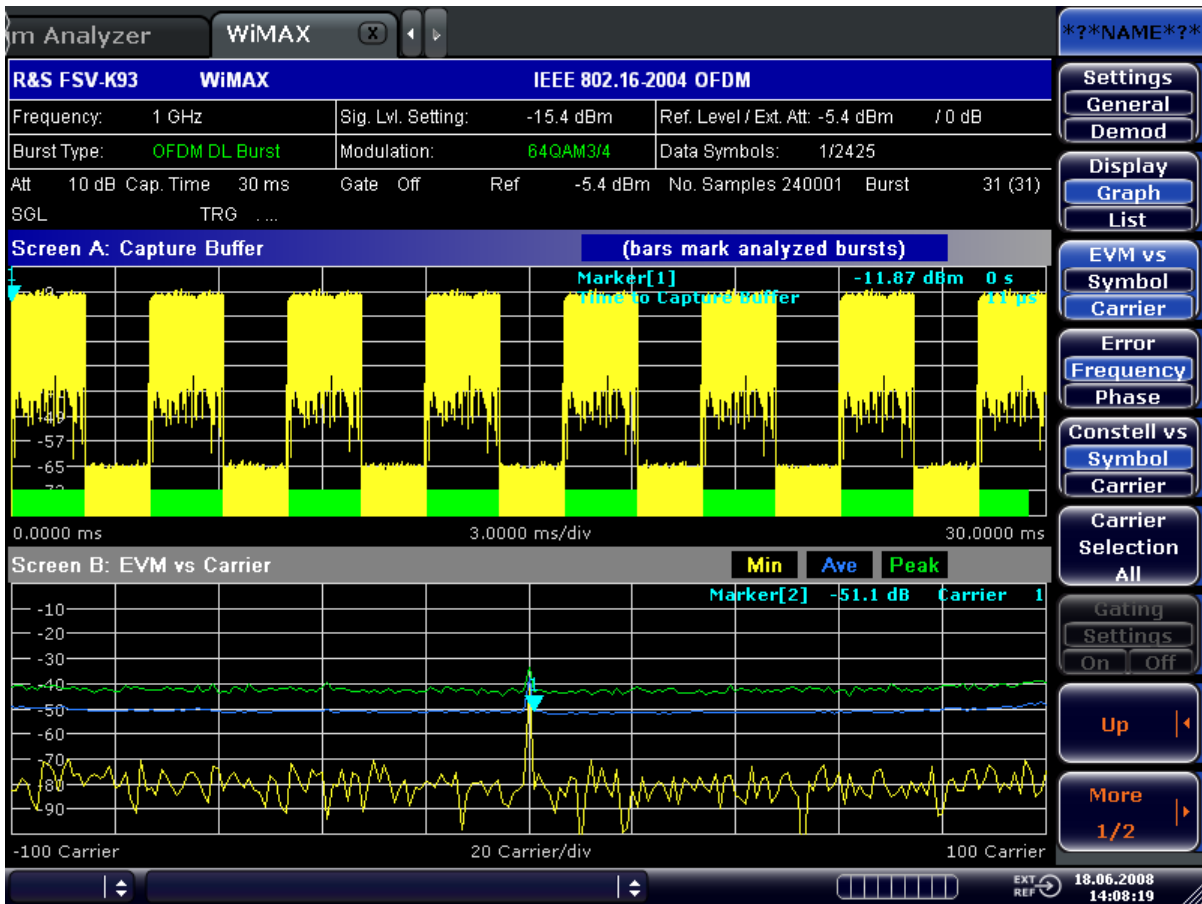 m Analyzer WiMAX X
*?*NAME*?*
R&S FSV-K93 WiMAX IEEE 802.16-2004 OFDM
Frequency: 1 GHz Sig. Lvl. Setting: -15.4 dBm Ref. Level / Ext. Att: -5.4 dBm / 0 dB
Burst Type: OFDM DL Burst Modulation: 64QAM3/4 Data Symbols: 1/2425
Att 10 dB Cap. Time 30 ms Gate Off Ref -5.4 dBm No. Samples 240001 Burst 31 (31)
SGL TRG . ...
Screen A: Capture Buffer (bars mark analyzed bursts)
Marker[1] -11.87 dBm 0 s
Time to Capture Buffer 11 µs
1
-49
-57
-65
-73
0.0000 ms 3.0000 ms/div 30.0000 ms
Screen B: EVM vs Carrier Min Ave Peak
Marker[2] -51.1 dB Carrier 1
-10
-20
-30
-40
-50
-60
-70
-80
-90
-100 Carrier 20 Carrier/div 100 Carrier
Settings
General
Demod
Display
Graph
List
EVM vs
Symbol
Carrier
Error
Frequency
Phase
Constell vs
Symbol
Carrier
Carrier
Selection
All
Gating
Settings
On Off
Up
More
1/2
EXT REF
18.06.2008
14:08:19